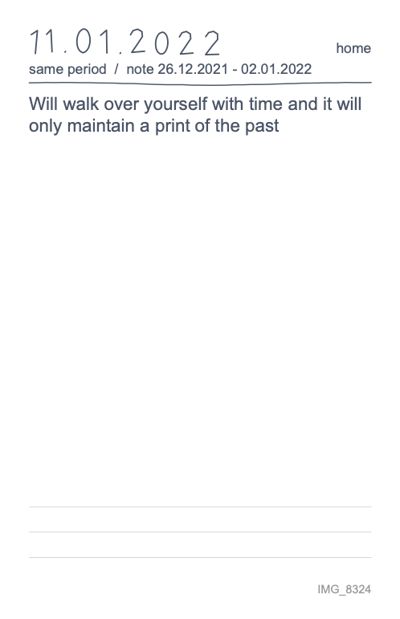 11.01.2022
home
same period / note 26.12.2021 - 02.01.2022
Will walk over yourself with time and it will
only maintain a print of the past
IMG_8324